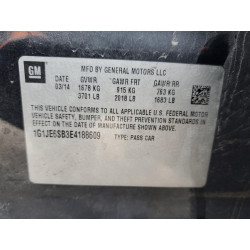 GM
MFD BY GENERAL MOTORS LLC
DATE GVWR GAWR FRT GAWR RR
03/14 1678 KG 915 KG 763 KG
3701 LB 2018 LB 1683 LB
THIS VEHICLE CONFORMS TO ALL APPLICABLE U.S. FEDERAL MOTOR
VEHICLE SAFETY, BUMPER, AND THEFT PREVENTION STANDARDS IN
EFFECT ON THE DATE OF MANUFACTURE SHOWN ABOVE.
1G1JE6SB3E4188609 TYPE: PASS CAR